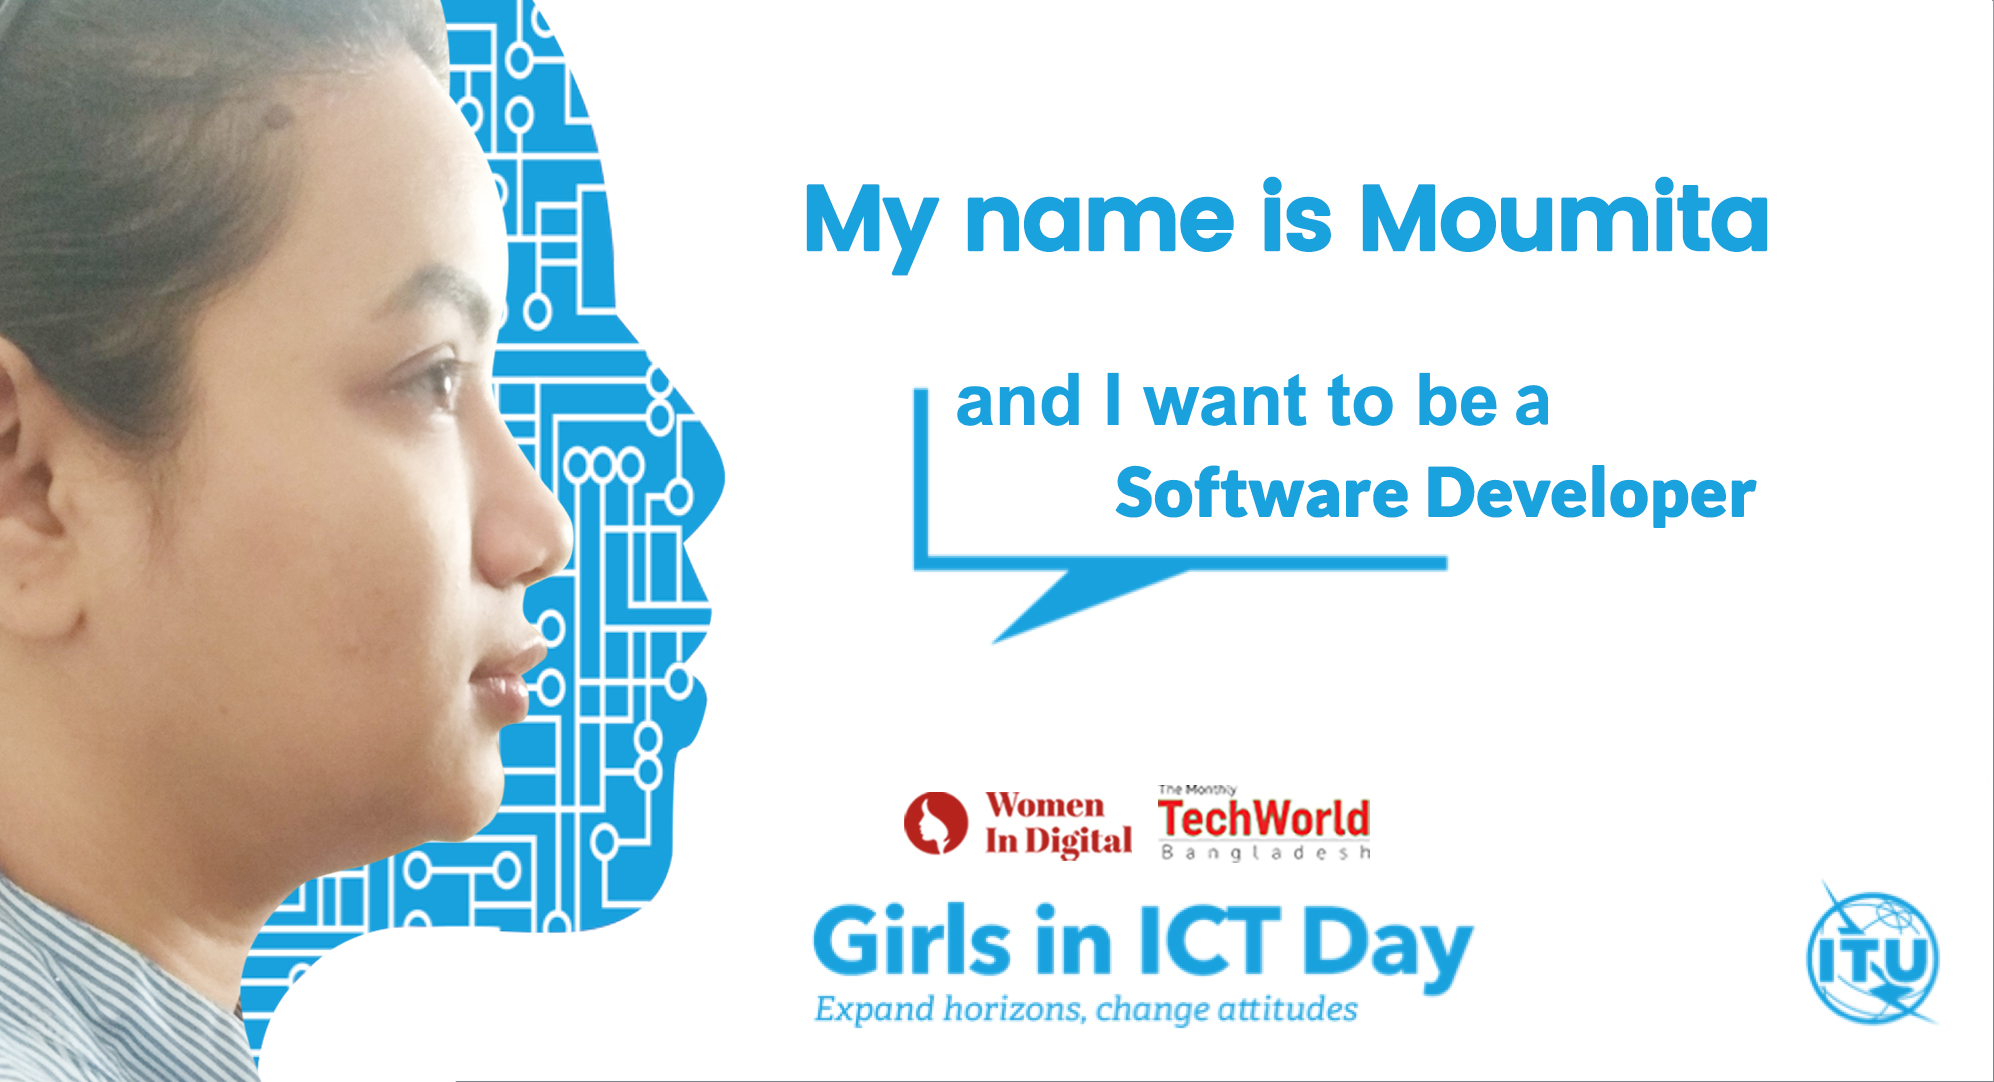 My name is Moumita
and I want to be a
Software Developer
Women
In Digital
The Monthly
TechWorld
Bangladesh
Girls in ICT Day
Expand horizons, change attitudes
ITU